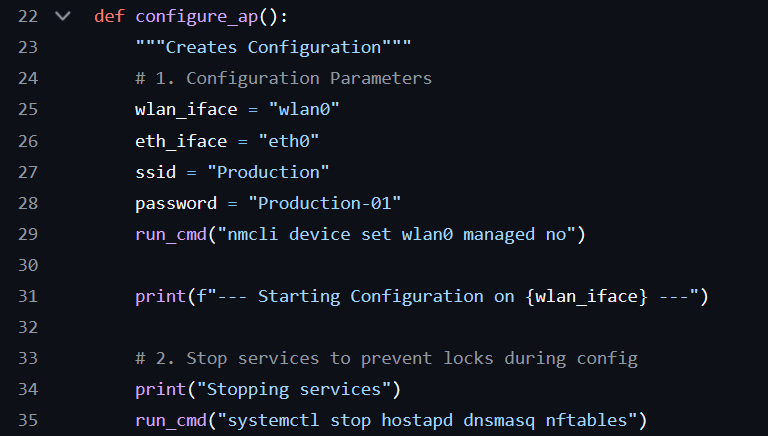 22 def configure_ap():
23 """Creates Configuration"""
24 # 1. Configuration Parameters
25 wlan_iface = "wlan0"
26 eth_iface = "eth0"
27 ssid = "Production"
28 password = "Production-01"
29 run_cmd("nmcli device set wlan0 managed no")
30
31 print(f"--- Starting Configuration on {wlan_iface} ---")
32
33 # 2. Stop services to prevent locks during config
34 print("Stopping services")
35 run_cmd("systemctl stop hostapd dnsmasq nftables")